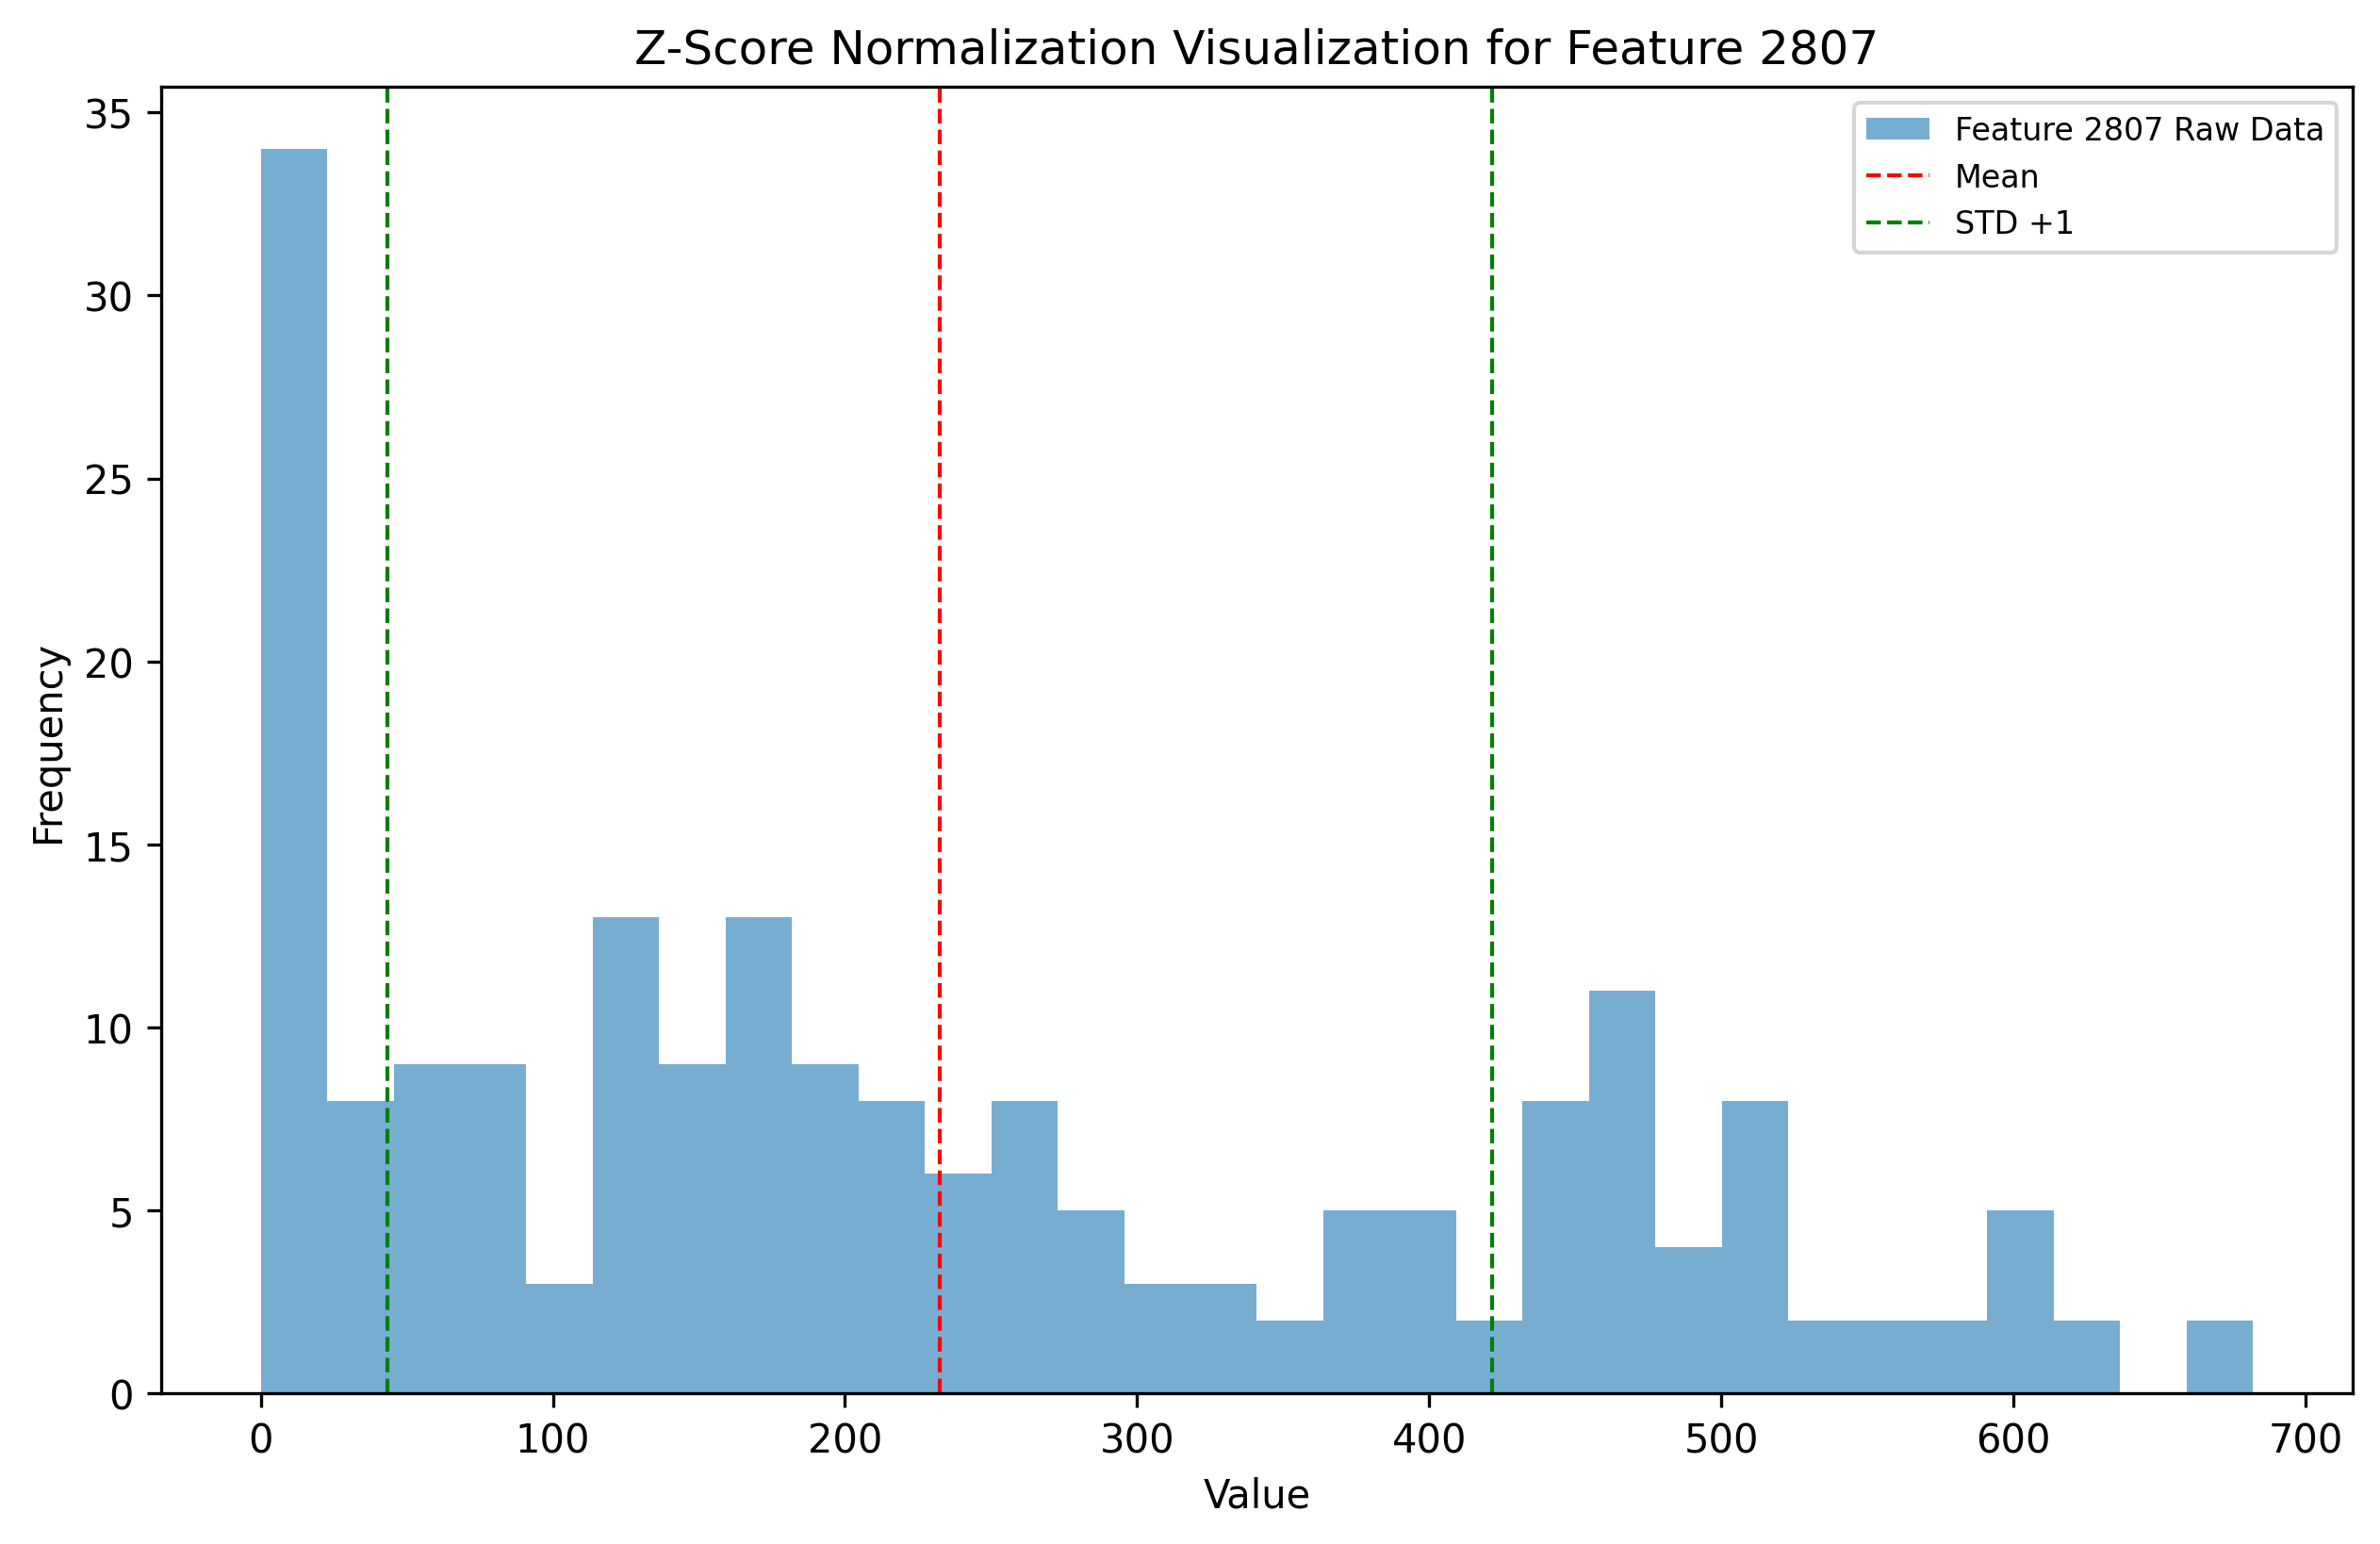 Z-Score Normalization Visualization for Feature 2807
Feature 2807 Raw Data
Mean
STD +1
Frequency
35
30
25
20
15
10
5
0
0 100 200 300 400 500 600 700
Value